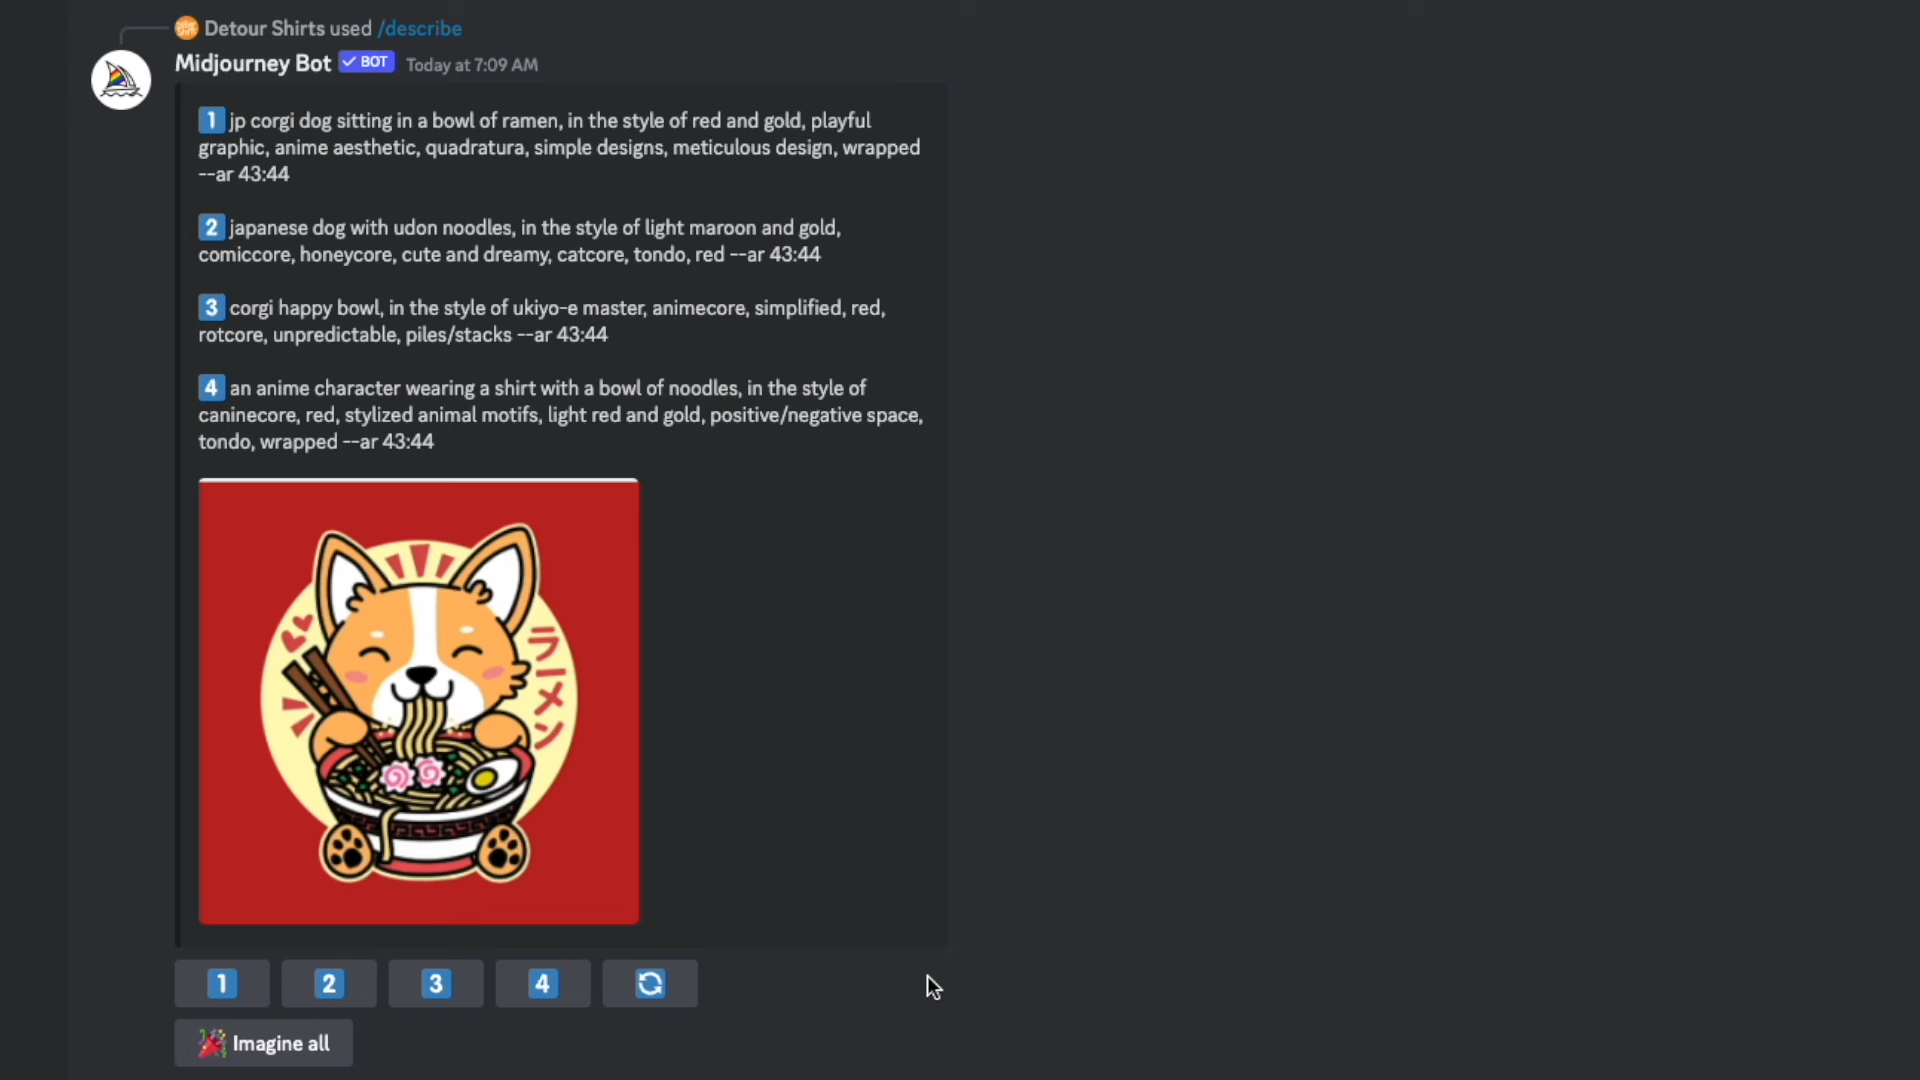 Detour Shirts used /describe
Midjourney Bot BOT Today at 7:09 AM
1 jp corgi dog sitting in a bowl of ramen, in the style of red and gold, playful
graphic, anime aesthetic, quadratura, simple designs, meticulous design, wrapped
--ar 43:44
2 japanese dog with udon noodles, in the style of light maroon and gold,
comiccore, honeycore, cute and dreamy, catcore, tondo, red --ar 43:44
3 corgi happy bowl, in the style of ukiyo-e master, animecore, simplified, red,
rotcore, unpredictable, piles/stacks --ar 43:44
4 an anime character wearing a shirt with a bowl of noodles, in the style of
caninecore, red, stylized animal motifs, light red and gold, positive/negative space,
tondo, wrapped --ar 43:44
ラーメン
1 2 3 4
Imagine all